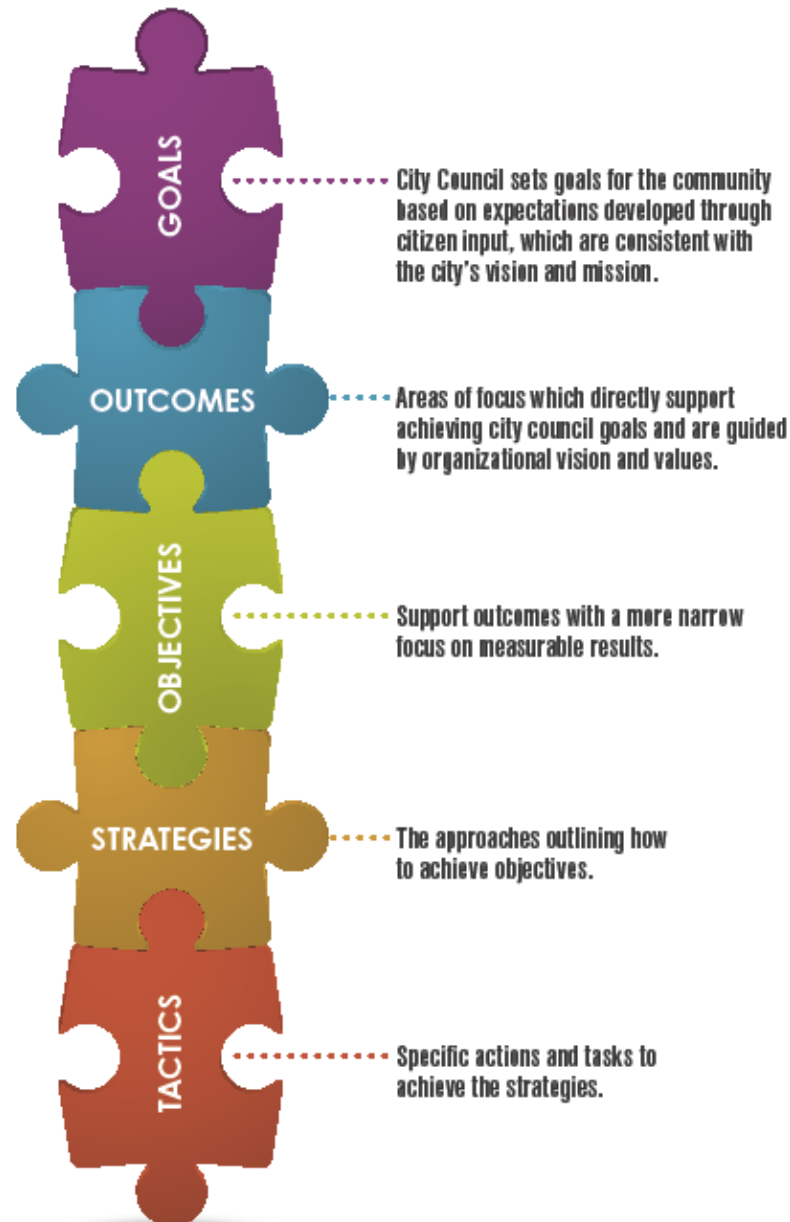 GOALS
City Council sets goals for the community
based on expectations developed through
citizen input, which are consistent with
the city's vision and mission.
OUTCOMES
Areas of focus which directly support
achieving city council goals and are guided
by organizational vision and values.
OBJECTIVES
Support outcomes with a more narrow
focus on measurable results.
STRATEGIES
The approaches outlining how
to achieve objectives.
TACTICS
Specific actions and tasks to
achieve the strategies.